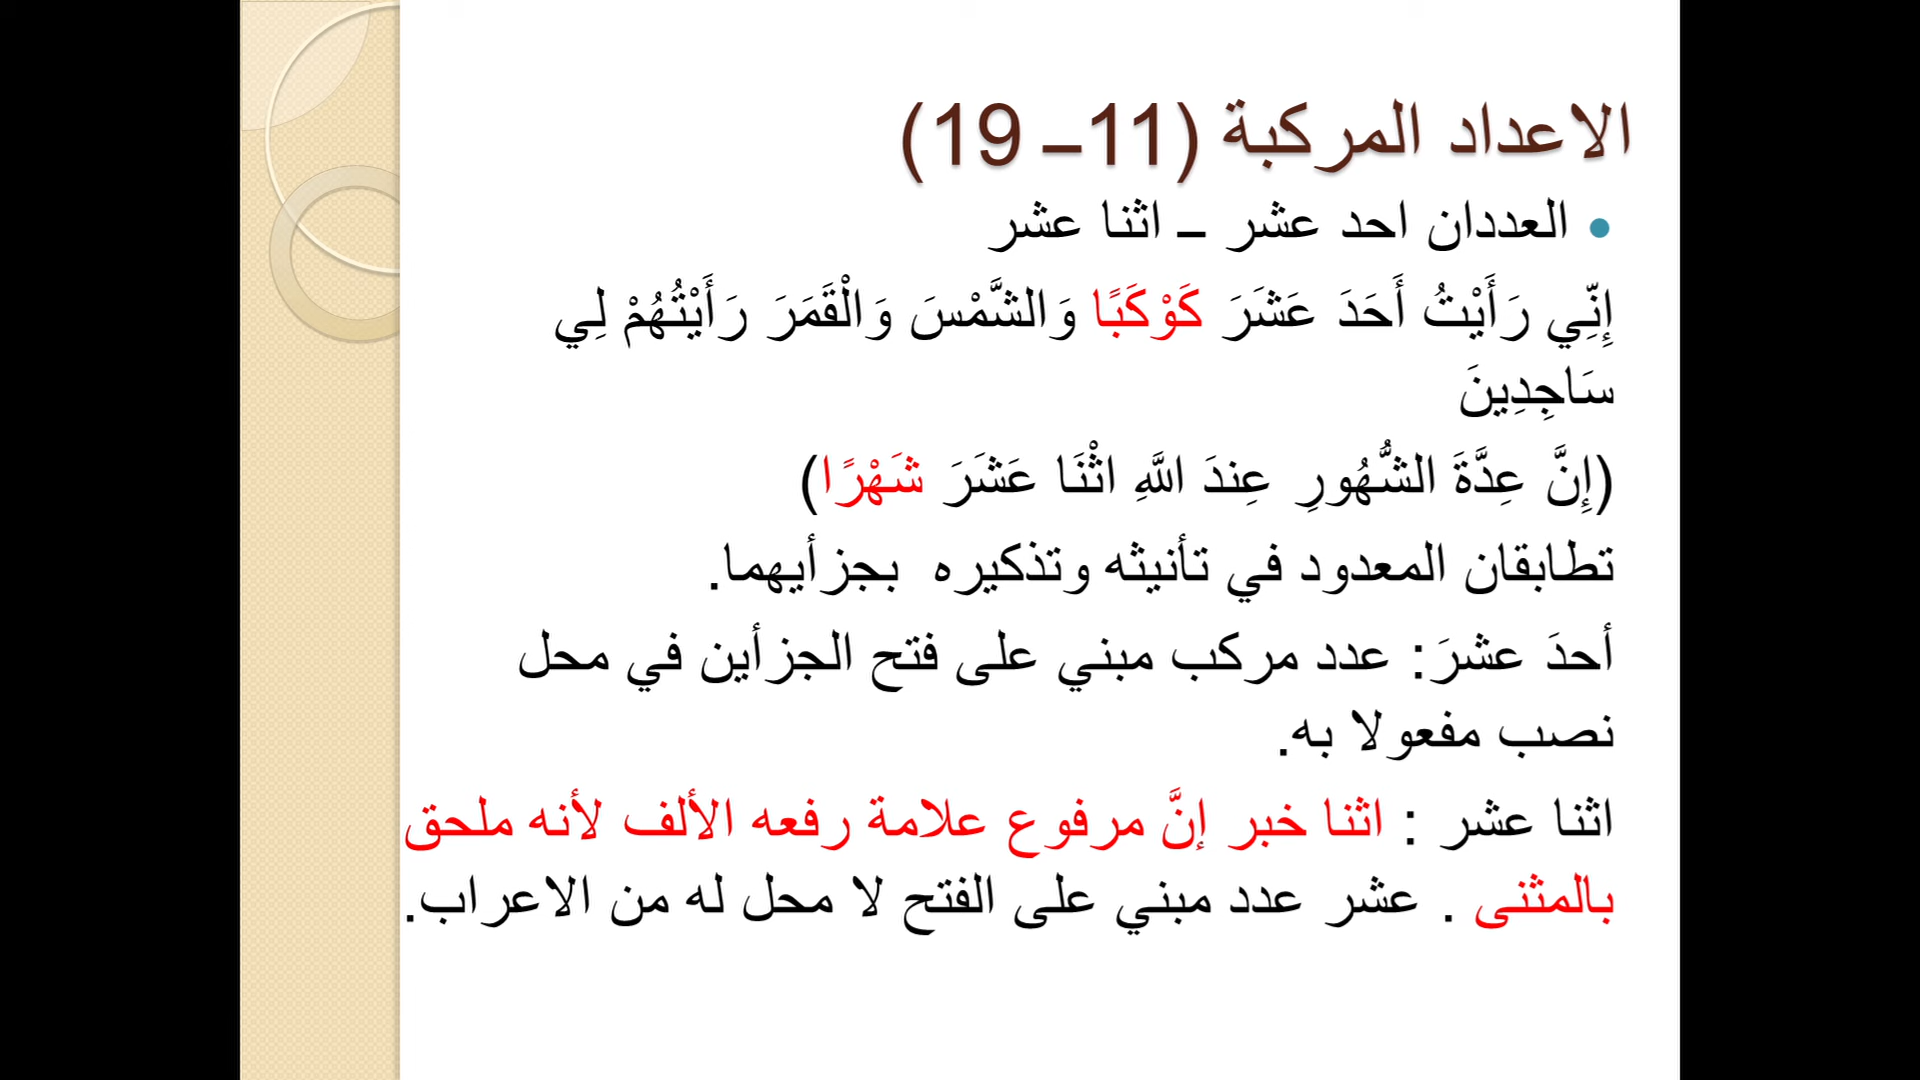 الاعداد المركبة (11– 19)
• العددان احد عشر – اثنا عشر
إِنِّي رَأَيْتُ أَحَدَ عَشَرَ كَوْكَبًا وَالشَّمْسَ وَالْقَمَرَ رَأَيْتُهُمْ لِي
سَاجِدِينَ
(إِنَّ عِدَّةَ الشُّهُورِ عِندَ اللَّهِ اثْنَا عَشَرَ شَهْرًا)
تطابقان المعدود في تأنيثه وتذكيره بجزأيهما.
أحدَ عشرَ: عدد مركب مبني على فتح الجزأين في محل
نصب مفعولا به.
اثنا عشر : اثنا خبر إنَّ مرفوع علامة رفعه الألف لأنه ملحق
بالمثنى . عشر عدد مبني على الفتح لا محل له من الاعراب.